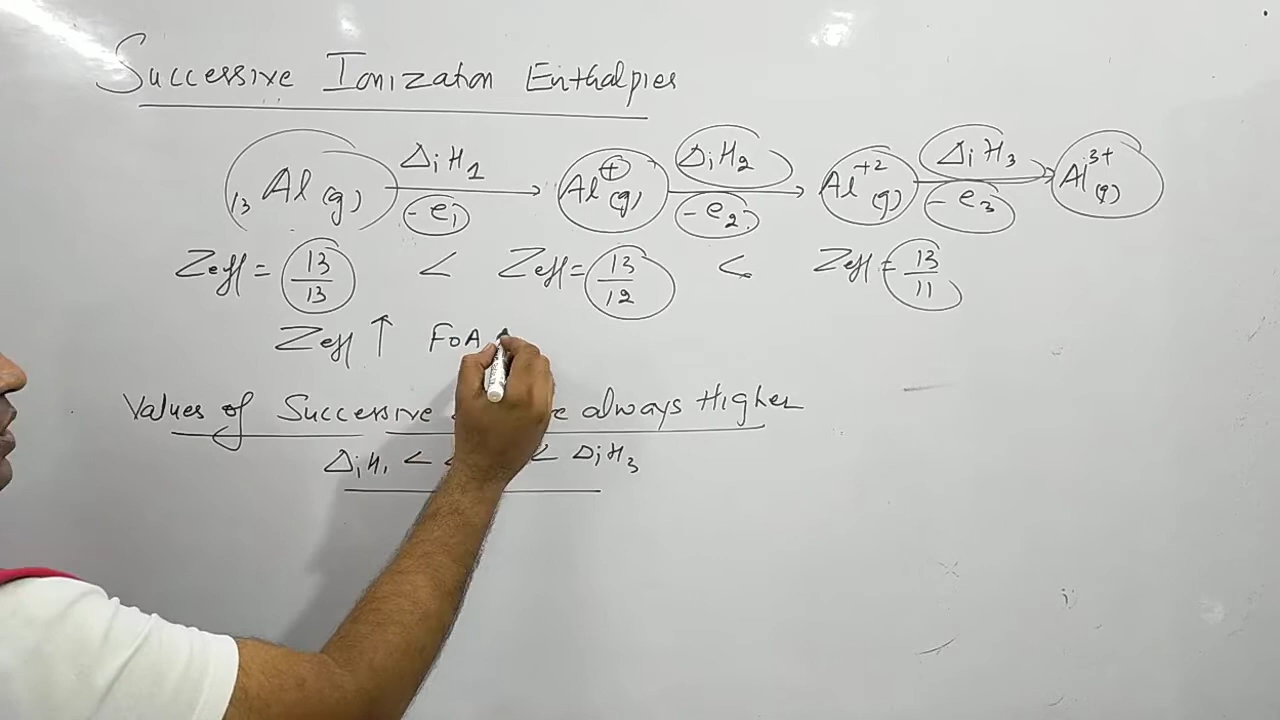 Successive Ionization Enthalpies
₁₃Al(g) ΔiH₁ → -e₁ Al⁺(g) ΔiH₂ → -e₂ Al⁺²(g) ΔiH₃ → -e₃ Al³⁺(g)
Zeff = 13/13 < Zeff = 13/12 < Zeff = 13/11
Zeff ↑ FOA
Values of Successive always Higher
ΔiH₁ < < ΔiH₃